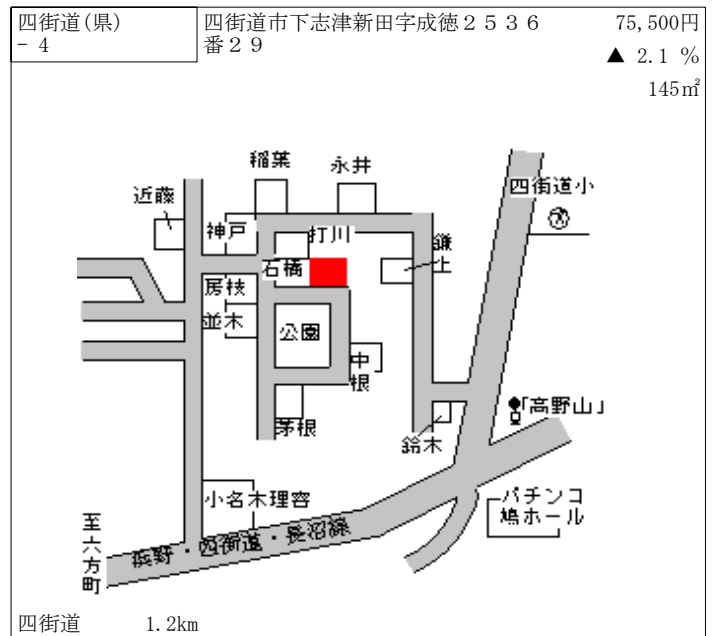 四街道(県)
- 4
四街道市下志津新田字成徳２５３６
番２９
75,500円
▲ 2.1 %
145㎡
稲葉
永井
近藤
四街道小
神戸
打川
鎌土
石橋
房枝
並木
公園
中根
「高野山」
茅根
鈴木
小名木理容
パチンコ
鳩ホール
至六方町
浜野・四街道・長沼線
四街道 1.2km